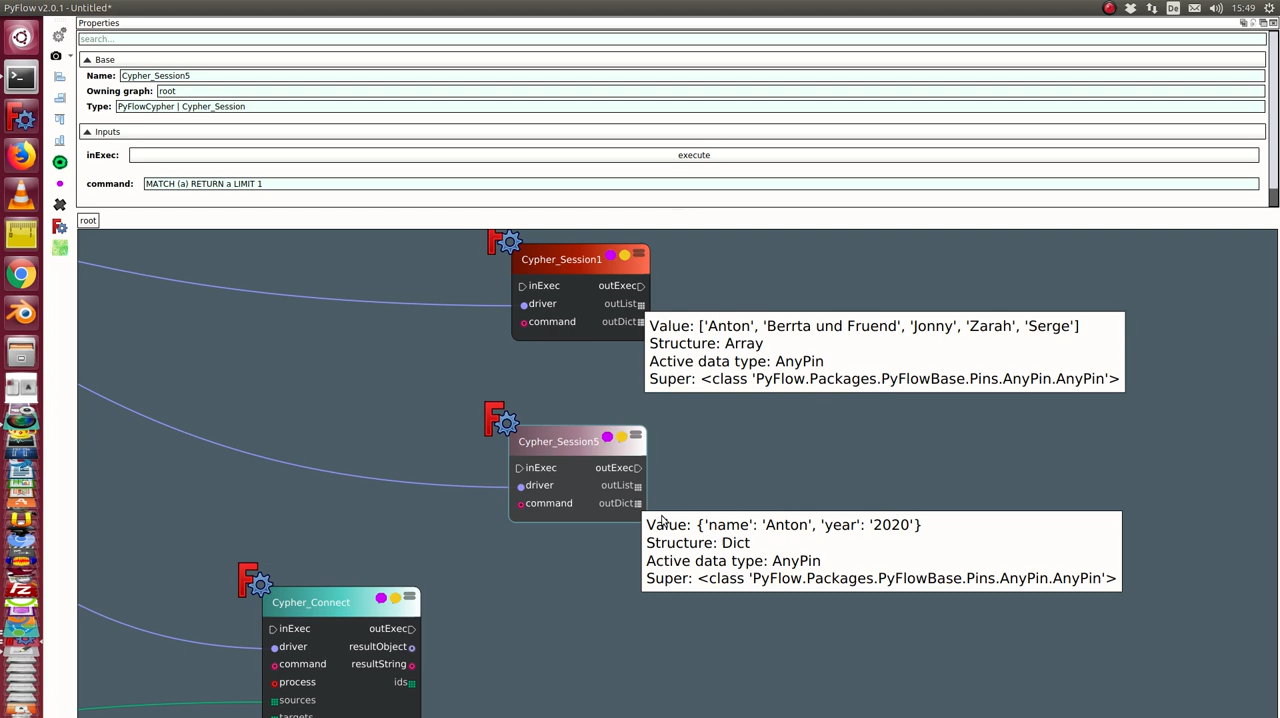 PyFlow v2.0.1 - Untitled*
De
15:49
Properties
search...
Base
Name: Cypher_Session5
Owning graph: root
Type: PyFlowCypher | Cypher_Session
Inputs
inExec: execute
command: MATCH (a) RETURN a LIMIT 1
root
Cypher_Session1
inExec outExec
driver outList
command outDict
Value: ['Anton', 'Berrta und Fruend', 'Jonny', 'Zarah', 'Serge']
Structure: Array
Active data type: AnyPin
Super: <class 'PyFlow.Packages.PyFlowBase.Pins.AnyPin.AnyPin'>
Cypher_Session5
inExec outExec
driver outList
command outDict
Value: {'name': 'Anton', 'year': '2020'}
Structure: Dict
Active data type: AnyPin
Super: <class 'PyFlow.Packages.PyFlowBase.Pins.AnyPin.AnyPin'>
Cypher_Connect
inExec outExec
driver resultObject
command resultString
process ids
sources
targets